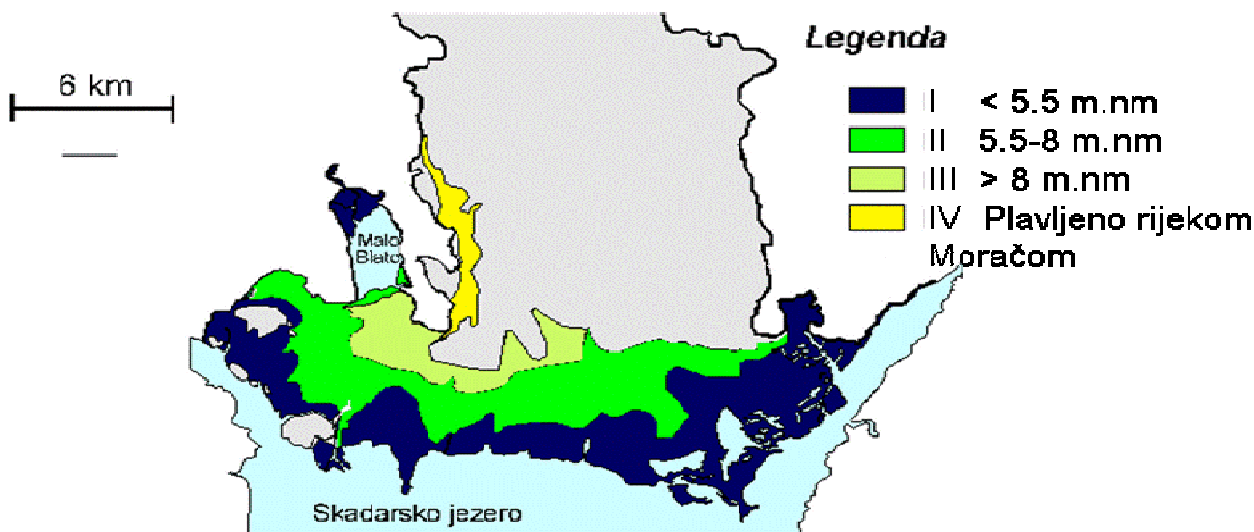 Legenda
6 km
I < 5.5 m.nm
II 5.5-8 m.nm
III > 8 m.nm
IV Plavljeno rijekom
Moračom
Malo
Blato
Skadarsko jezero